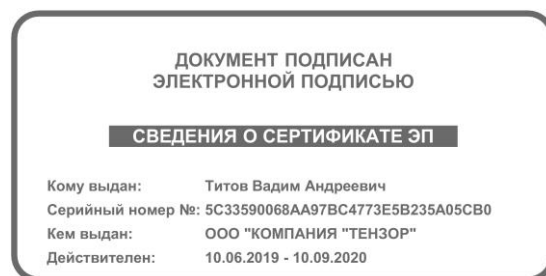 ДОКУМЕНТ ПОДПИСАН
ЭЛЕКТРОННОЙ ПОДПИСЬЮ
СВЕДЕНИЯ О СЕРТИФИКАТЕ ЭП
Кому выдан: Титов Вадим Андреевич
Серийный номер №: 5C33590068AA97BC4773E5B235A05CB0
Кем выдан: ООО "КОМПАНИЯ "ТЕНЗОР"
Действителен: 10.06.2019 - 10.09.2020